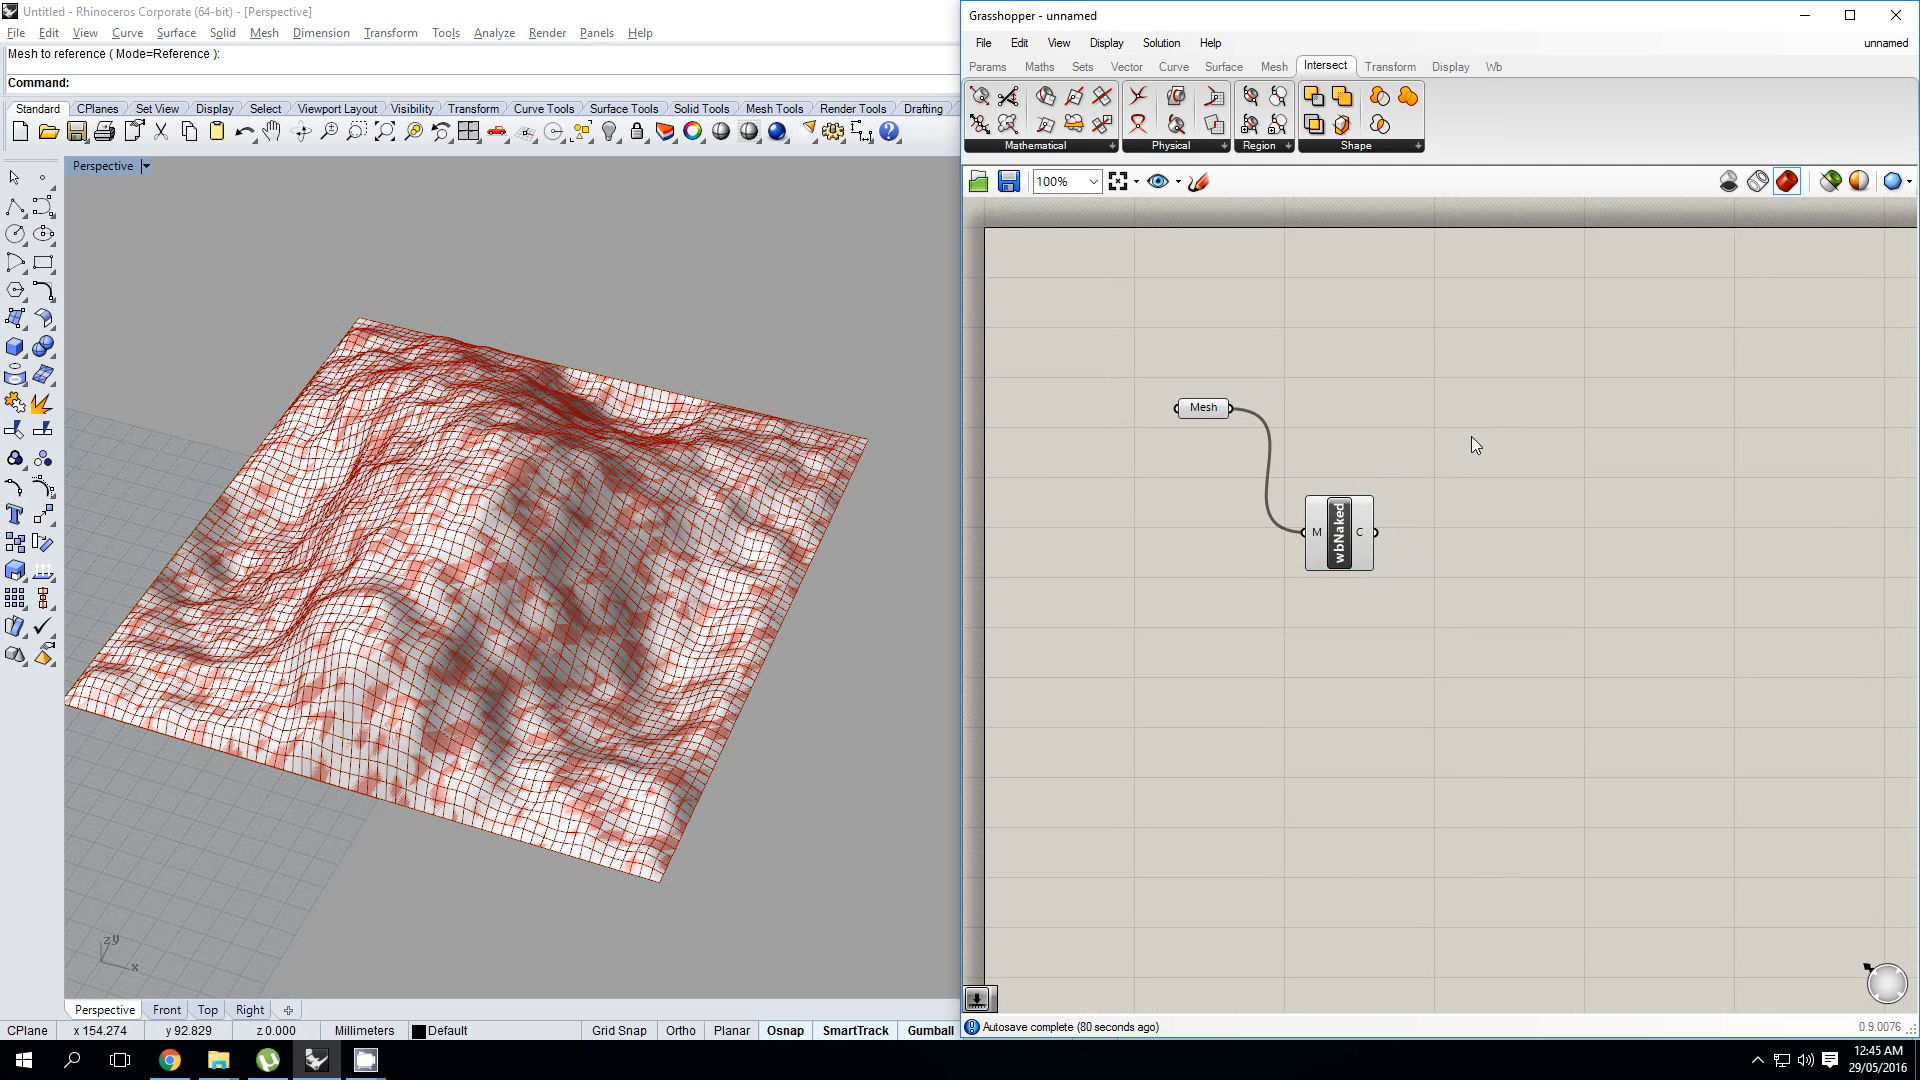 Untitled - Rhinoceros Corporate (64-bit) - [Perspective]
File Edit View Curve Surface Solid Mesh Dimension Transform Tools Analyze Render Panels Help
Mesh to reference ( Mode=Reference ):
Command:
Standard CPlanes Set View Display Select Viewport Layout Visibility Transform Curve Tools Surface Tools Solid Tools Mesh Tools Render Tools Drafting
Perspective
z y
x
Perspective Front Top Right
CPlane x 154.274 y 92.829 z 0.000 Millimeters Default Grid Snap Ortho Planar Osnap SmartTrack Gumball
Grasshopper - unnamed
File Edit View Display Solution Help unnamed
Params Maths Sets Vector Curve Surface Mesh Intersect Transform Display Wb
Mathematical Physical Region Shape
100%
Mesh
M wbNaked C
Autosave complete (80 seconds ago) 0.9.0076
12:45 AM
29/05/2016